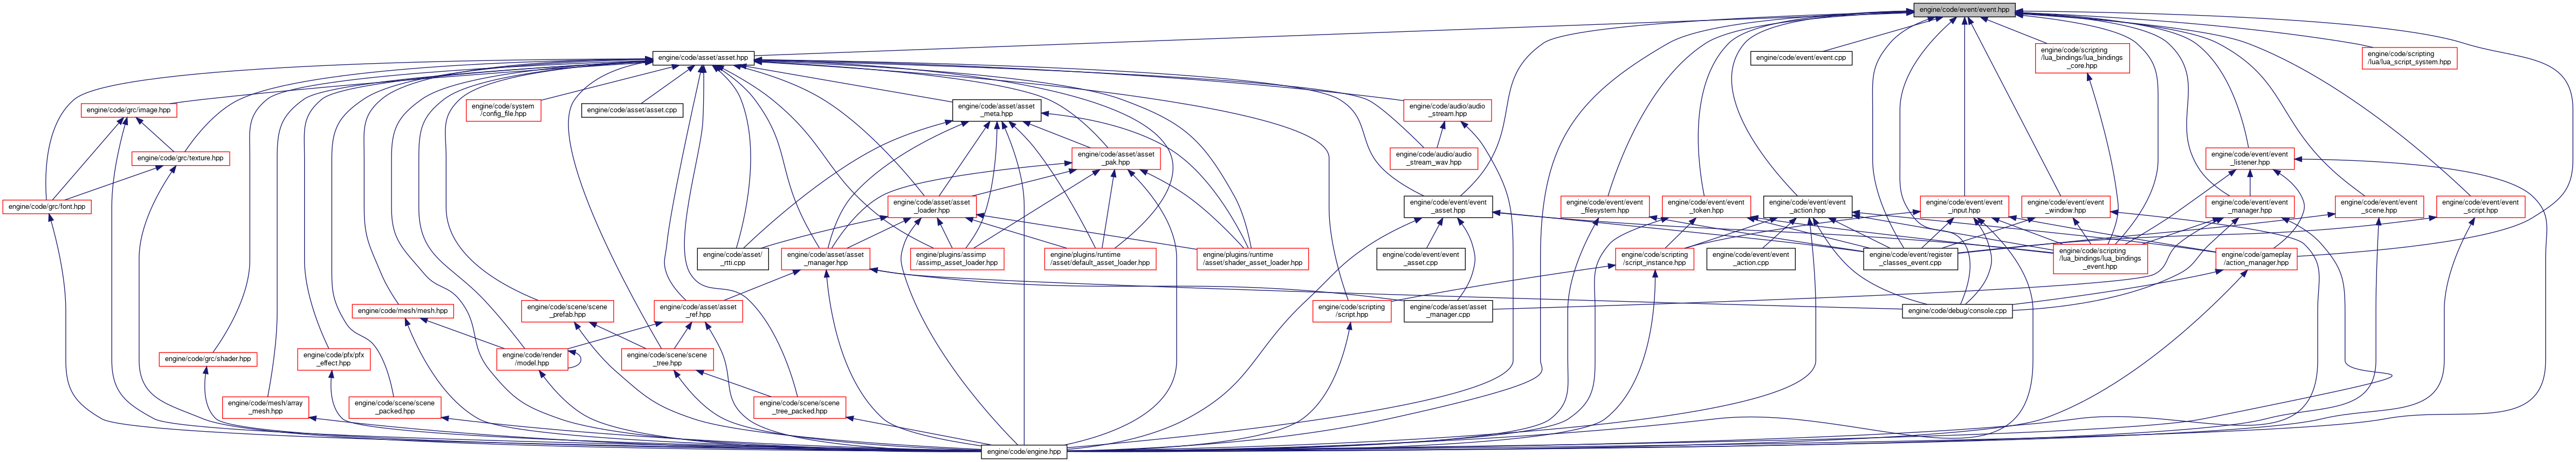 engine/code/event/event.hpp
engine/code/asset/asset.hpp
engine/code/event/event.cpp
engine/code/scripting
/lua_bindings/lua_bindings
_core.hpp
engine/code/scripting
/lua/lua_script_system.hpp
engine/code/grc/image.hpp
engine/code/system
/config_file.hpp
engine/code/asset/asset.cpp
engine/code/asset/asset
_meta.hpp
engine/code/audio/audio
_stream.hpp
engine/code/grc/texture.hpp
engine/code/asset/asset
_pak.hpp
engine/code/audio/audio
_stream_wav.hpp
engine/code/event/event
_listener.hpp
engine/code/grc/font.hpp
engine/code/asset/asset
_loader.hpp
engine/code/event/event
_asset.hpp
engine/code/event/event
_filesystem.hpp
engine/code/event/event
_token.hpp
engine/code/event/event
_action.hpp
engine/code/event/event
_input.hpp
engine/code/event/event
_window.hpp
engine/code/event/event
_manager.hpp
engine/code/event/event
_scene.hpp
engine/code/event/event
_script.hpp
engine/code/asset/
_rtti.cpp
engine/code/asset/asset
_manager.hpp
engine/plugins/assimp
/assimp_asset_loader.hpp
engine/plugins/runtime
/asset/default_asset_loader.hpp
engine/plugins/runtime
/asset/shader_asset_loader.hpp
engine/code/event/event
_asset.cpp
engine/code/scripting
/script_instance.hpp
engine/code/event/event
_action.cpp
engine/code/event/register
_classes_event.cpp
engine/code/scripting
/lua_bindings/lua_bindings
_event.hpp
engine/code/gameplay
/action_manager.hpp
engine/code/mesh/mesh.hpp
engine/code/scene/scene
_prefab.hpp
engine/code/asset/asset
_ref.hpp
engine/code/scripting
/script.hpp
engine/code/asset/asset
_manager.cpp
engine/code/debug/console.cpp
engine/code/grc/shader.hpp
engine/code/pfx/pfx
_effect.hpp
engine/code/render
/model.hpp
engine/code/scene/scene
_tree.hpp
engine/code/mesh/array
_mesh.hpp
engine/code/scene/scene
_packed.hpp
engine/code/scene/scene
_tree_packed.hpp
engine/code/engine.hpp